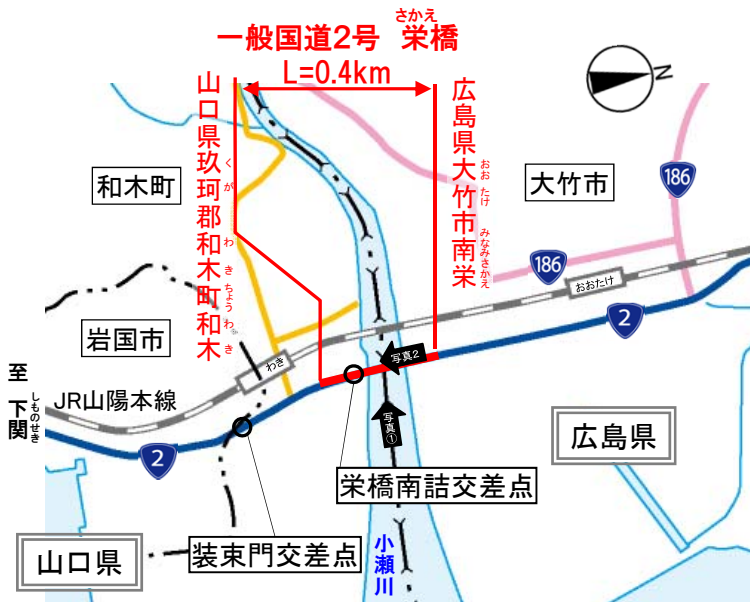 さかえ
一般国道2号 栄橋
L=0.4km
山口県玖珂郡和木町和木
くが
わき
ちょう
わき
広島県大竹市南栄
おおたけ
みなみさかえ
N
和木町
大竹市
186
186
おおたけ
2
岩国市
わき
写真2
至 下関
しものせき
JR山陽本線
写真①
2
広島県
栄橋南詰交差点
小瀬川
装束門交差点
山口県